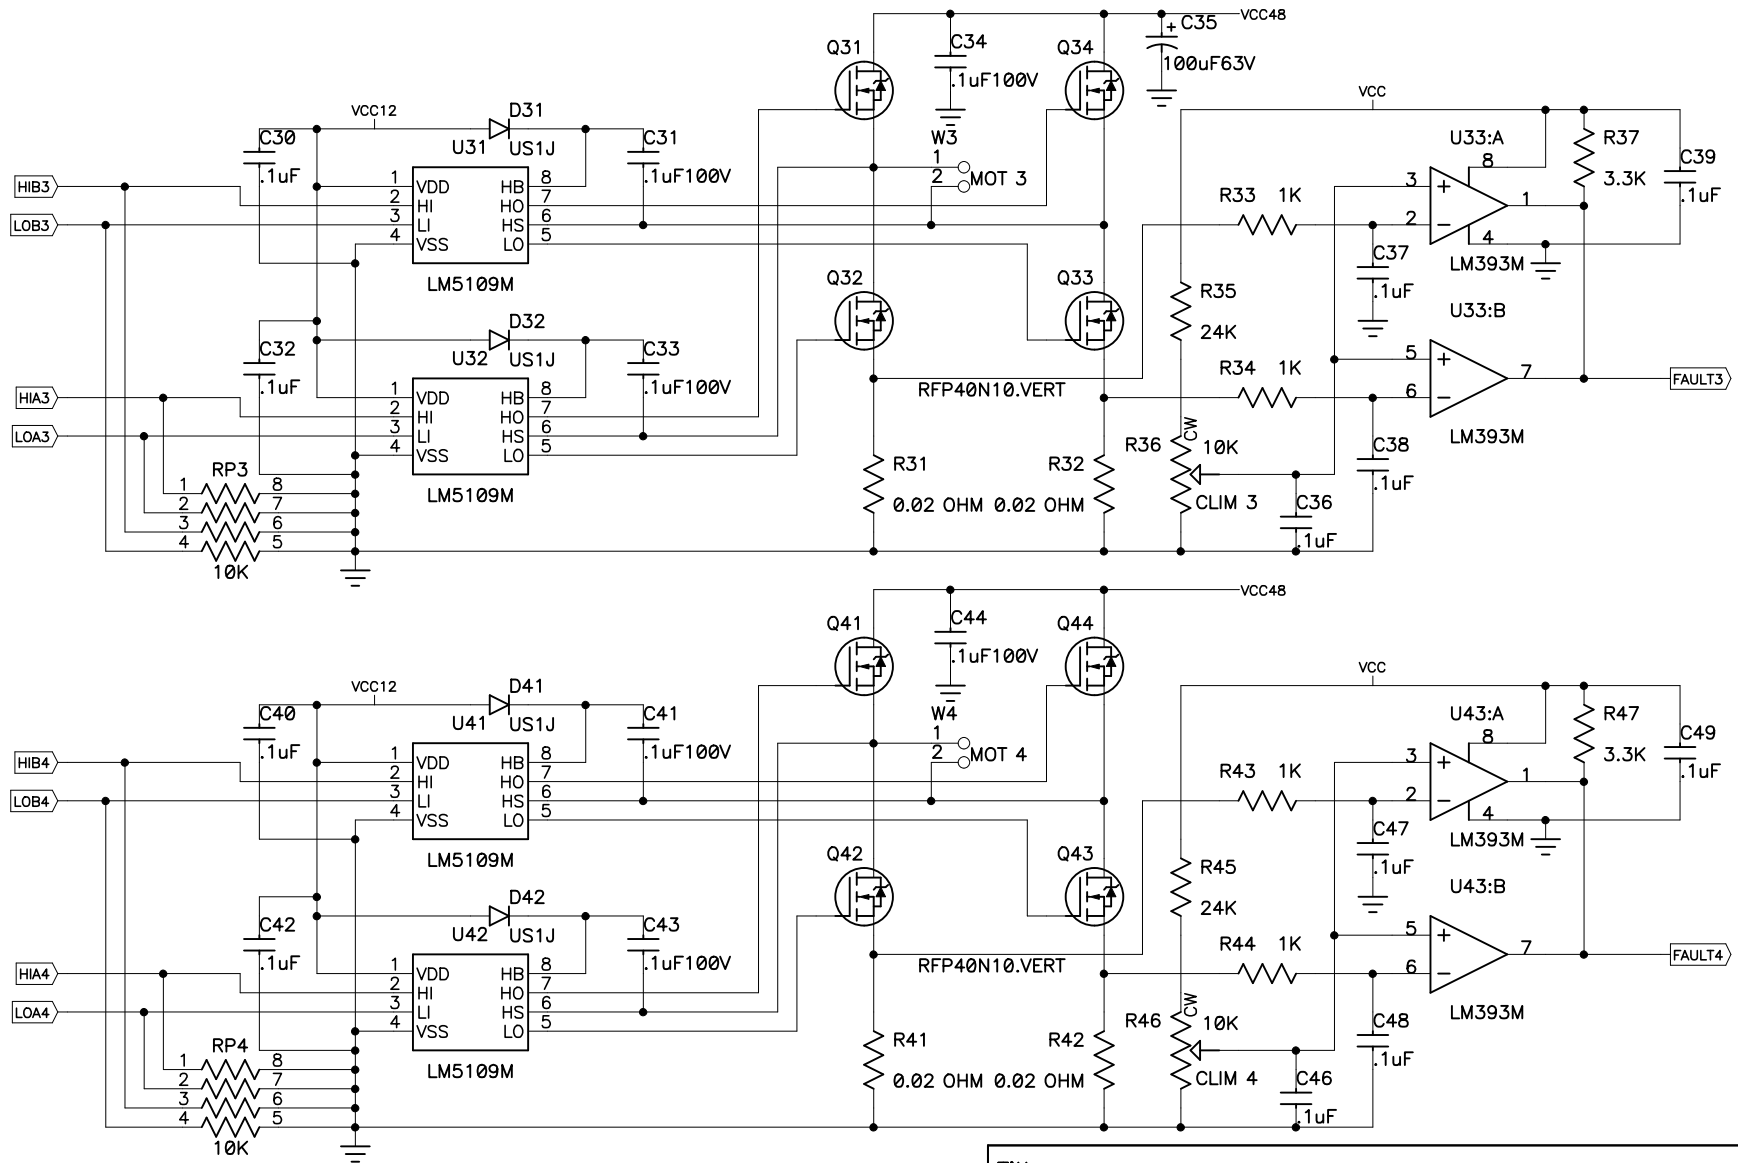 Q31
C34
.1uF100V
Q34
+ C35
100uF63V
VCC48
VCC12
D31
US1J
C30
.1uF
U31
C31
.1uF100V
W3
1
2
MOT 3
VCC
U33:A
8
R37
3.3K
C39
.1uF
HIB3
LOB3
1 VDD HB 8
2 HI HO 7
3 LI HS 6
4 VSS LO 5
LM5109M
R33 1K
3 +
2 −
1
4
LM393M
C37
.1uF
Q32
Q33
R35
24K
U33:B
D32
US1J
C32
.1uF
U32
C33
.1uF100V
RFP40N10.VERT
R34 1K
5 +
6 −
7
LM393M
FAULT3
HIA3
LOA3
1 VDD HB 8
2 HI HO 7
3 LI HS 6
4 VSS LO 5
LM5109M
R36
CW
10K
CLIM 3
C38
.1uF
RP3
1 8
2 7
3 6
4 5
10K
R31
0.02 OHM
R32
0.02 OHM
C36
.1uF
Q41
C44
.1uF100V
Q44
VCC48
VCC12
D41
US1J
C40
.1uF
U41
C41
.1uF100V
W4
1
2
MOT 4
VCC
U43:A
8
R47
3.3K
C49
.1uF
HIB4
LOB4
1 VDD HB 8
2 HI HO 7
3 LI HS 6
4 VSS LO 5
LM5109M
R43 1K
3 +
2 −
1
4
LM393M
C47
.1uF
Q42
Q43
R45
24K
U43:B
D42
US1J
C42
.1uF
U42
C43
.1uF100V
RFP40N10.VERT
R44 1K
5 +
6 −
7
LM393M
FAULT4
HIA4
LOA4
1 VDD HB 8
2 HI HO 7
3 LI HS 6
4 VSS LO 5
LM5109M
R46
CW
10K
CLIM 4
C48
.1uF
RP4
1 8
2 7
3 6
4 5
10K
R41
0.02 OHM
R42
0.02 OHM
C46
.1uF